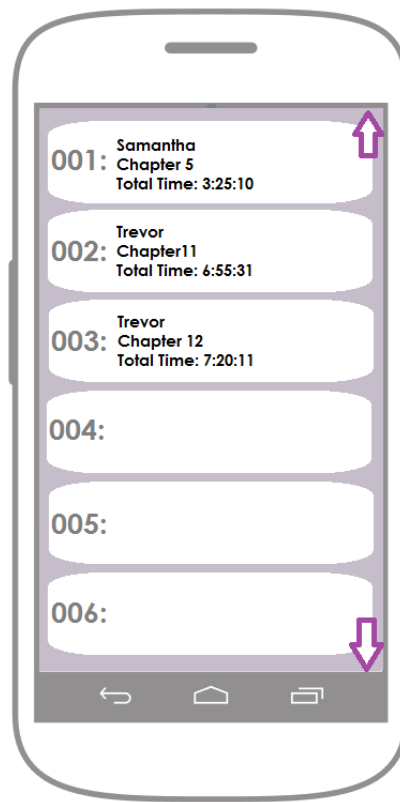 001:
Samantha
Chapter 5
Total Time: 3:25:10
002:
Trevor
Chapter11
Total Time: 6:55:31
003:
Trevor
Chapter 12
Total Time: 7:20:11
004:
005:
006: